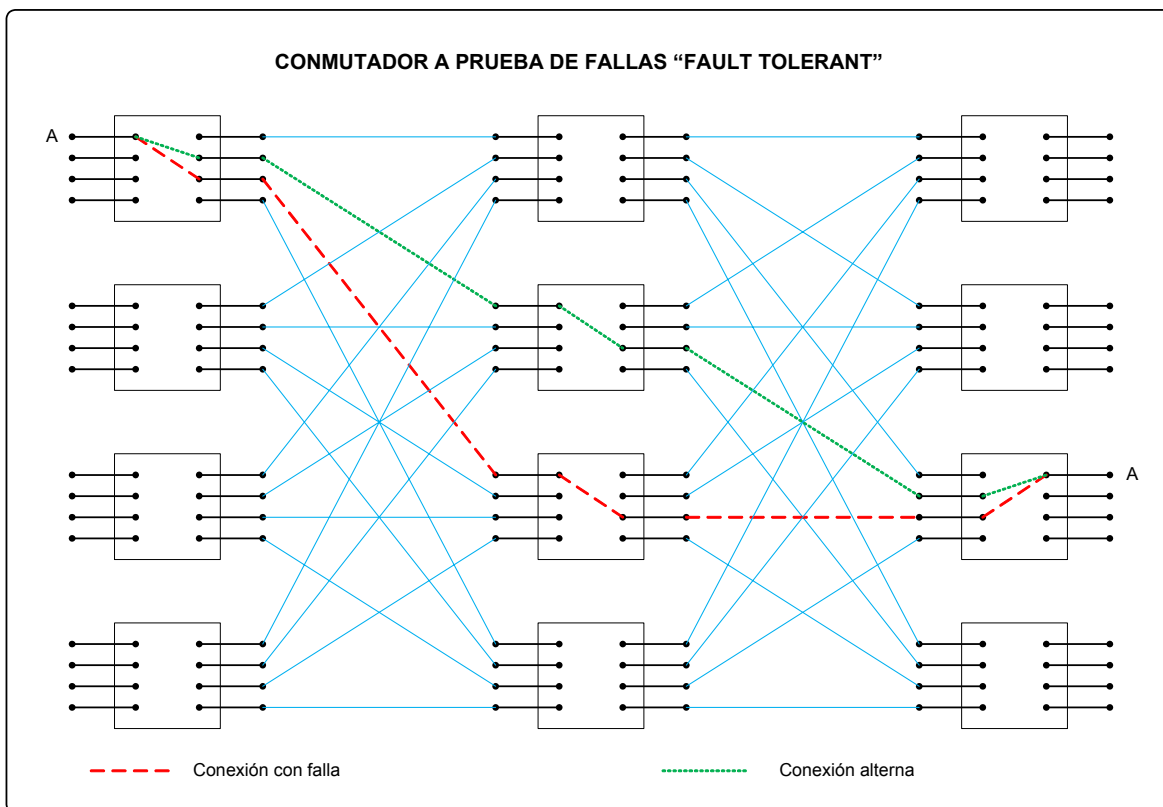 CONMUTADOR A PRUEBA DE FALLAS “FAULT TOLERANT”
A
A
Conexión con falla
Conexión alterna